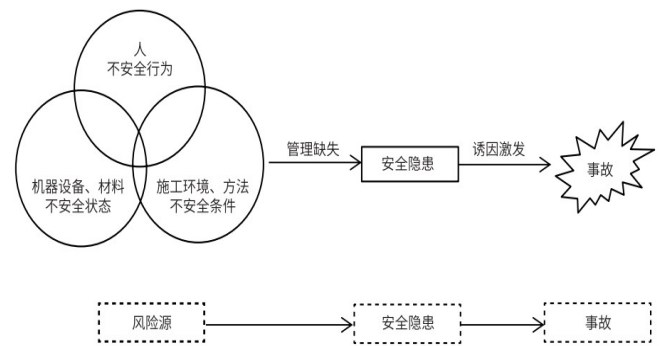 人
不安全行为
机器设备、材料
不安全状态
施工环境、方法
不安全条件
管理缺失
安全隐患
诱因激发
事故
风险源
安全隐患
事故